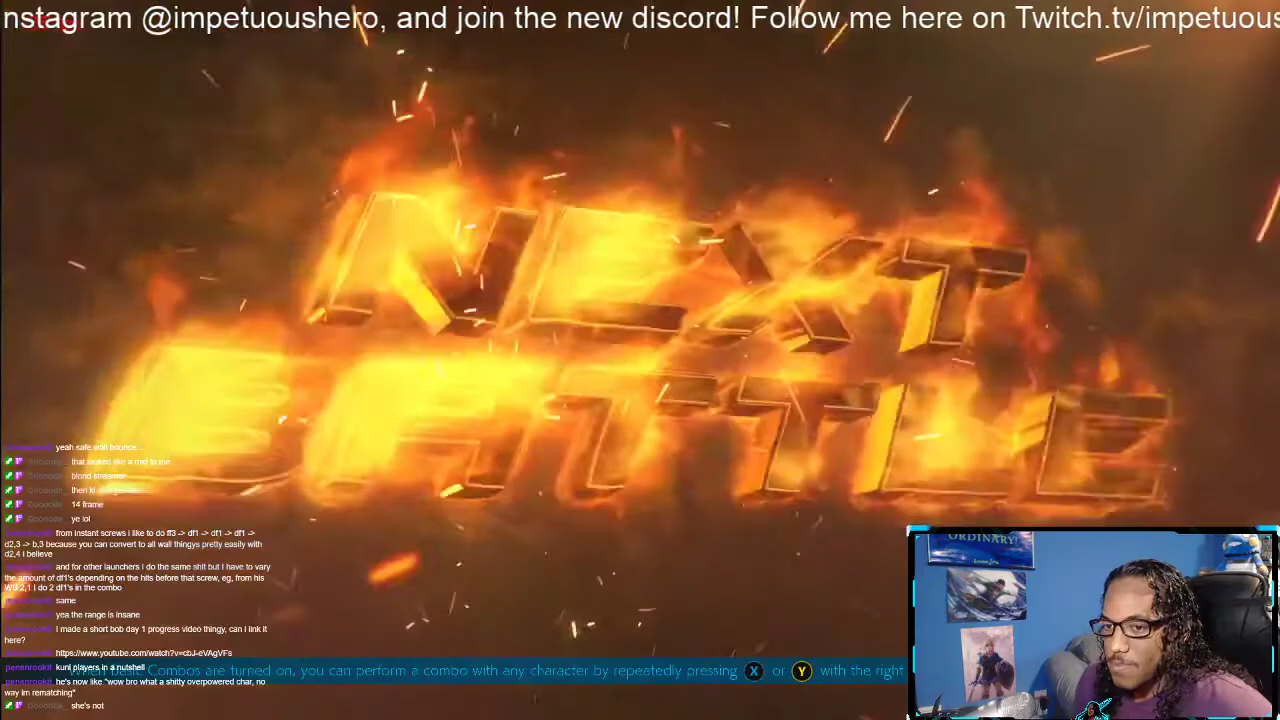 nstagram @impetuoushero, and join the new discord! Follow me here on Twitch.tv/impetuous
NEXT
BATTLE
yeah safe wall bounce...
that looked like a mid to me
blond streamer
then ki
14 frame
ye lol
from instant screws i like to do ff3 -> df1 -> df1 -> df1 ->
d2,3 -> b,3 because you can convert to all wall thingys pretty easily with
d2,4 i believe
and for other launchers I do the same shit but I have to vary
the amount of df1's depending on the hits before that screw, eg, from his
WS 2,1 I do 2 df1's in the combo
same
yea the range is insane
I made a short bob day 1 progress video thingy, can I link it
here?
https://www.youtube.com/watch?v=cbJ-eVAgVFs
kuni players in a nutshell
When Basic Combos are turned on, you can perform a combo with any character by repeatedly pressing X or Y with the right
he's now like "wow bro what a shitty overpowered char, no
way im rematching"
she's not
ORDINARY!